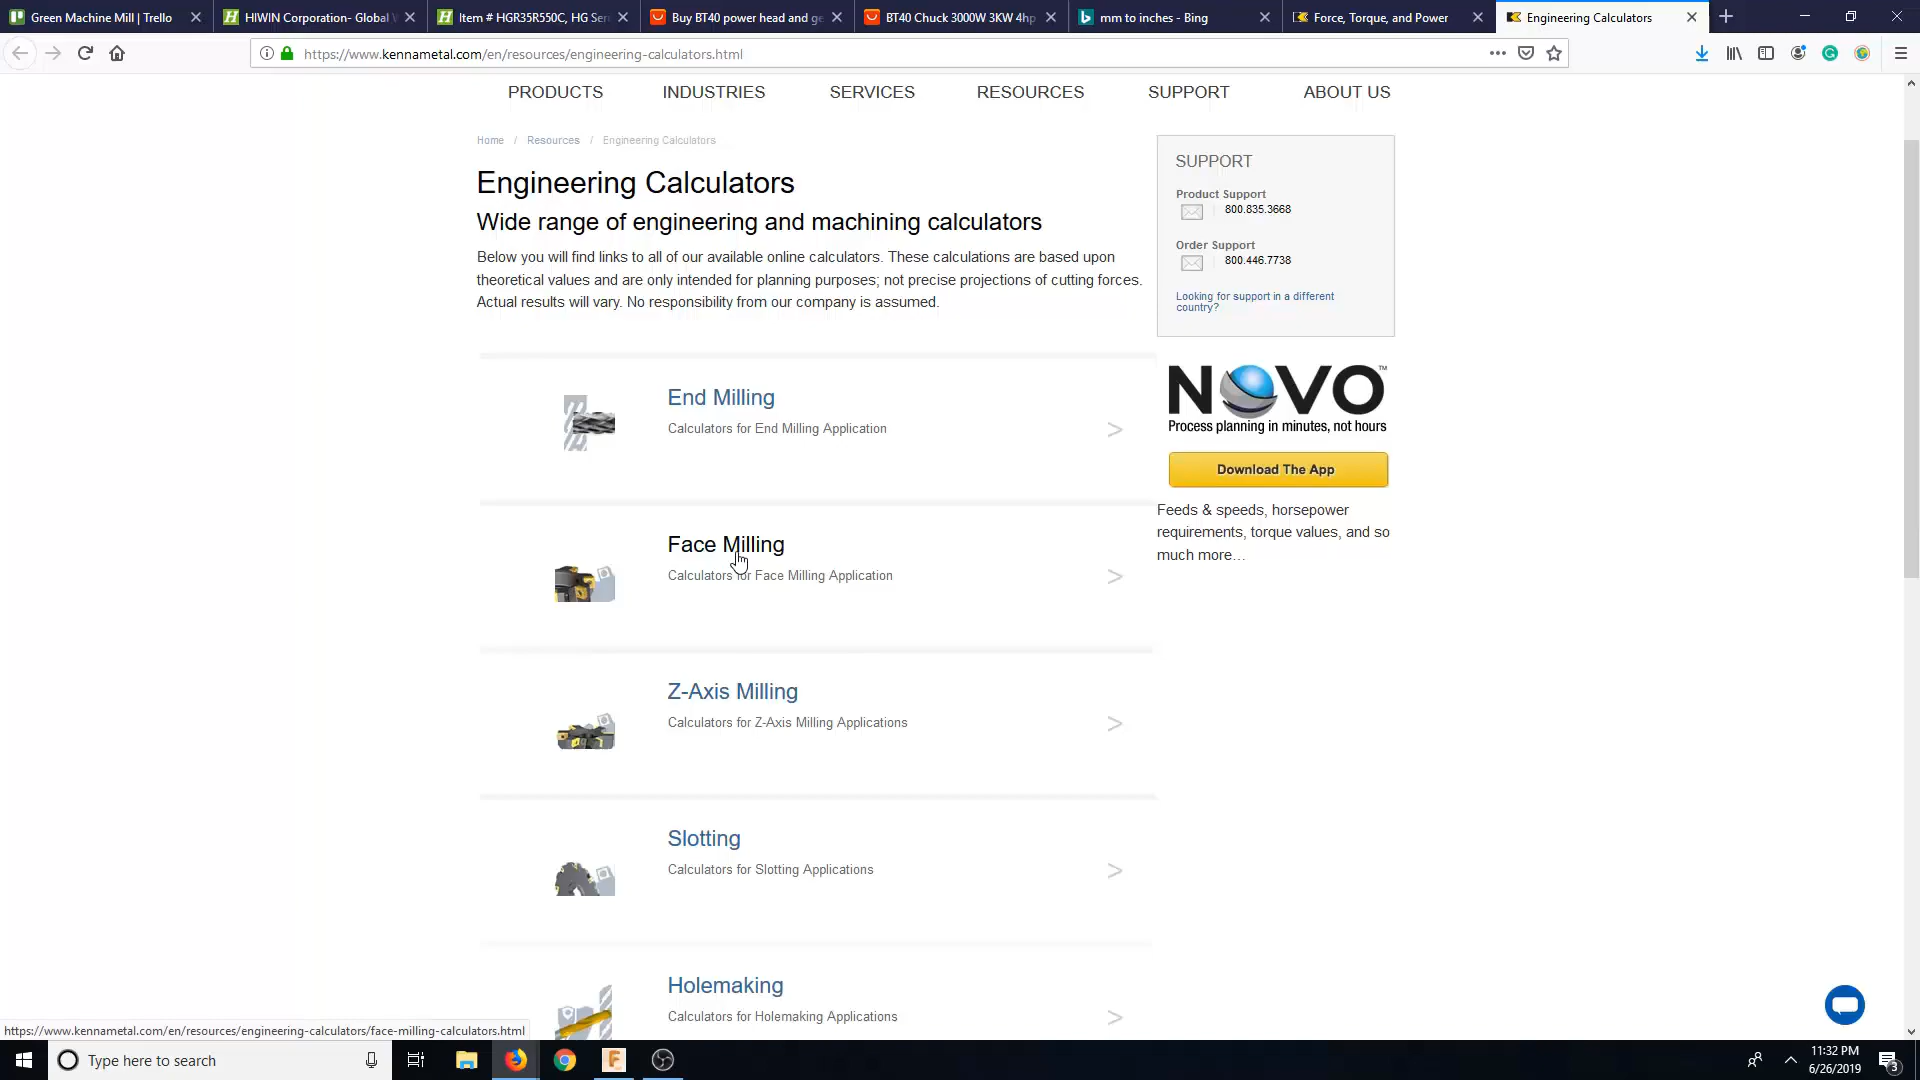 Green Machine Mill | Trello
HIWIN Corporation- Global
Item # HGR35R550C, HG Ser
Buy BT40 power head and ge
BT40 Chuck 3000W 3KW 4hp
mm to inches - Bing
Force, Torque, and Power
Engineering Calculators
https://www.kennametal.com/en/resources/engineering-calculators.html
PRODUCTS
INDUSTRIES
SERVICES
RESOURCES
SUPPORT
ABOUT US
Home / Resources / Engineering Calculators
Engineering Calculators
Wide range of engineering and machining calculators
Below you will find links to all of our available online calculators. These calculations are based upon
theoretical values and are only intended for planning purposes; not precise projections of cutting forces.
Actual results will vary. No responsibility from our company is assumed.
SUPPORT
Product Support
800.835.3668
Order Support
800.446.7738
Looking for support in a different
country?
NOVO™
Process planning in minutes, not hours
Download The App
Feeds & speeds, horsepower
requirements, torque values, and so
much more…
End Milling
Calculators for End Milling Application
>
Face Milling
Calculators for Face Milling Application
>
Z-Axis Milling
Calculators for Z-Axis Milling Applications
>
Slotting
Calculators for Slotting Applications
>
Holemaking
Calculators for Holemaking Applications
>
https://www.kennametal.com/en/resources/engineering-calculators/face-milling-calculators.html
Type here to search
11:32 PM
6/26/2019
3